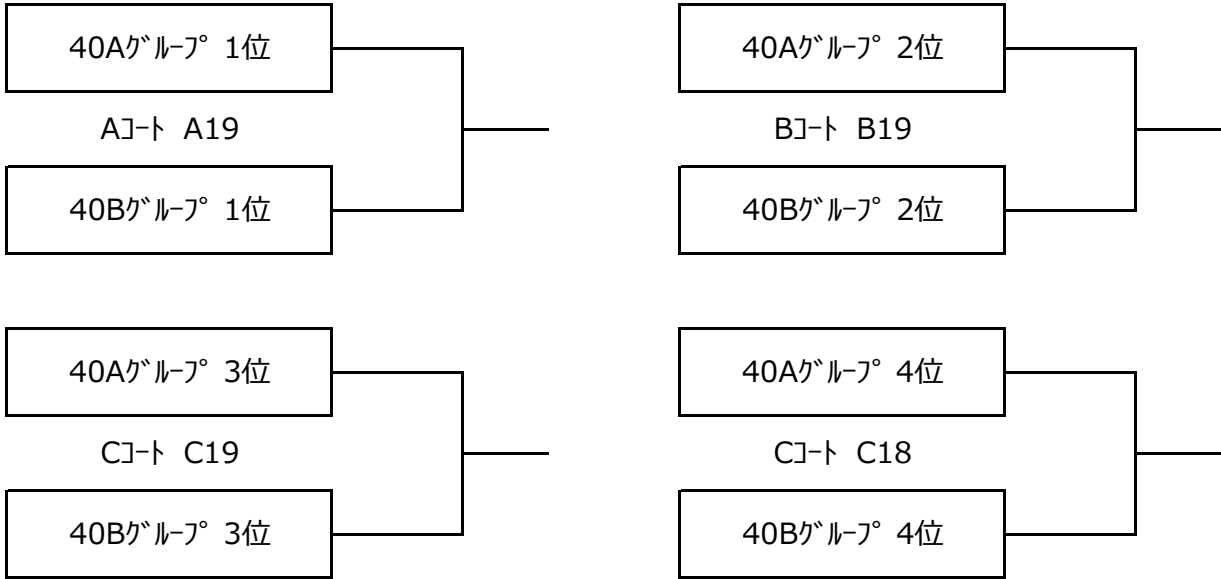 40Aｸﾞﾙｰﾌﾟ 1位
Aｺｰﾄ A19
40Bｸﾞﾙｰﾌﾟ 1位
40Aｸﾞﾙｰﾌﾟ 2位
Bｺｰﾄ B19
40Bｸﾞﾙｰﾌﾟ 2位
40Aｸﾞﾙｰﾌﾟ 3位
Cｺｰﾄ C19
40Bｸﾞﾙｰﾌﾟ 3位
40Aｸﾞﾙｰﾌﾟ 4位
Cｺｰﾄ C18
40Bｸﾞﾙｰﾌﾟ 4位